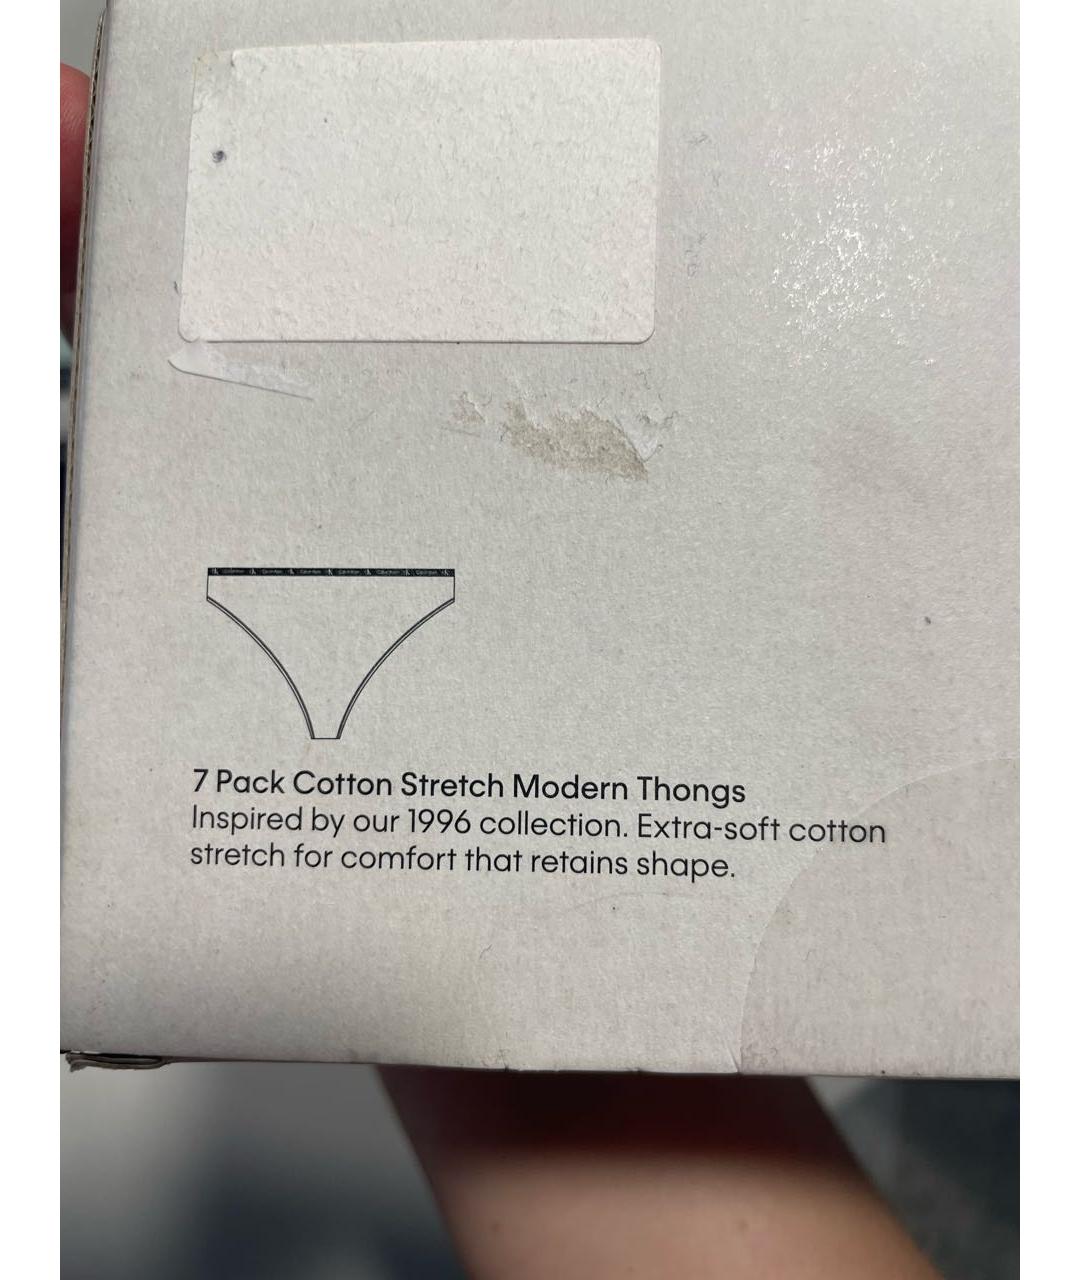 7 Pack Cotton Stretch Modern Thongs
Inspired by our 1996 collection. Extra-soft cotton
stretch for comfort that retains shape.